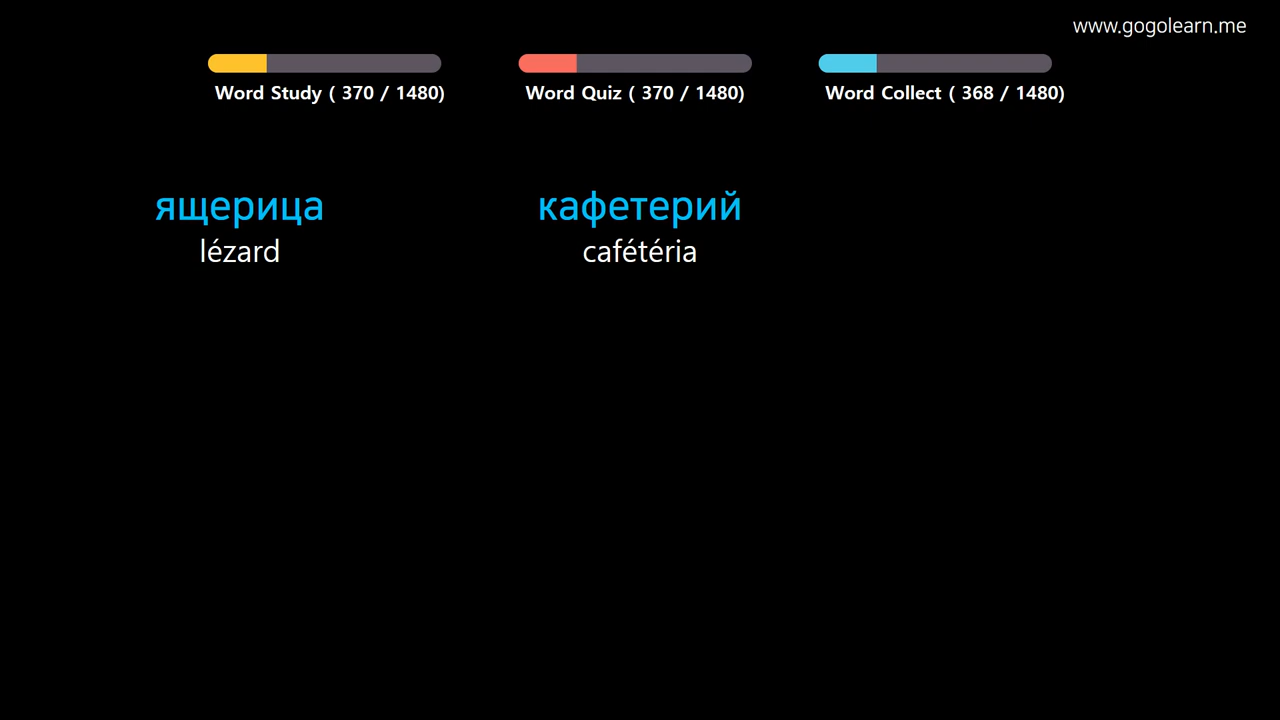 www.gogolearn.me
Word Study ( 370 / 1480)
Word Quiz ( 370 / 1480)
Word Collect ( 368 / 1480)
ящерица
lézard
кафетерий
cafétéria